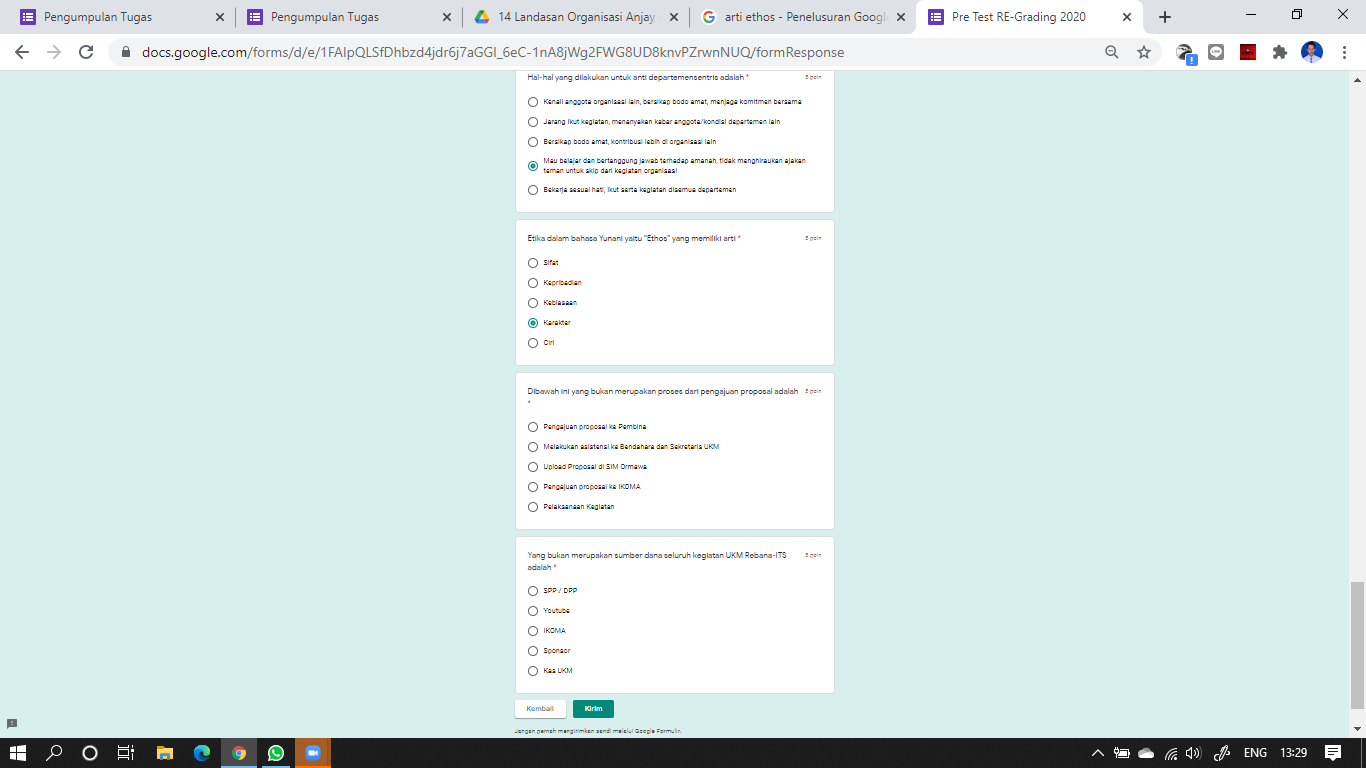 Pengumpulan Tugas
Pengumpulan Tugas
14 Landasan Organisasi Anjay
arti ethos - Penelusuran Googl
Pre Test RE-Grading 2020
docs.google.com/forms/d/e/1FAIpQLSfDhbzd4jdr6j7aGGI_6eC-1nA8jWg2FWG8UD8knvPZrwnNUQ/formResponse
Hal-hal yang dilakukan untuk anti departemensentris adalah *
5 poin
Kenali anggota organisasi lain, bersikap bodo amat, menjaga komitmen bersama
Jarang ikut kegiatan, menanyakan kabar anggota/kondisi departemen lain
Bersikap bodo amat, kontribusi lebih di organisasi lain
Mau belajar dan bertanggung jawab terhadap amanah, tidak menghiraukan ajakan
teman untuk skip dari kegiatan organisasi
Bekerja sesuai hati, ikut serta kegiatan disemua departemen
Etika dalam bahasa Yunani yaitu "Ethos" yang memiliki arti *
5 poin
Sifat
Kepribadian
Kebiasaan
Karakter
Ciri
Dibawah ini yang bukan merupakan proses dari pengajuan proposal adalah
5 poin
*
Pengajuan proposal ke Pembina
Melakukan asistensi ke Bendahara dan Sekretaris UKM
Upload Proposal di SIM Ormawa
Pengajuan proposal ke IKOMA
Pelaksanaan Kegiatan
Yang bukan merupakan sumber dana seluruh kegiatan UKM Rebana-ITS
5 poin
adalah *
SPP / DPP
Youtube
IKOMA
Sponsor
Kas UKM
Kembali
Kirim
Jangan pernah mengirimkan sandi melalui Google Formulir.
ENG
13:29